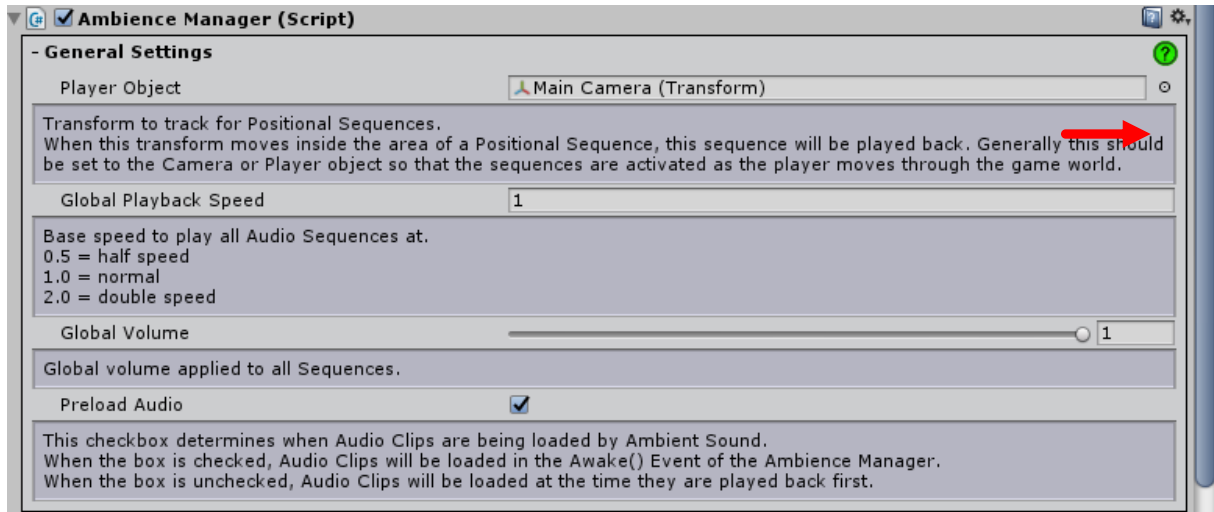 Ambience Manager (Script)
- General Settings
?
Player Object
Main Camera (Transform)
Transform to track for Positional Sequences.
When this transform moves inside the area of a Positional Sequence, this sequence will be played back. Generally this should
be set to the Camera or Player object so that the sequences are activated as the player moves through the game world.
Global Playback Speed
1
Base speed to play all Audio Sequences at.
0.5 = half speed
1.0 = normal
2.0 = double speed
Global Volume
1
Global volume applied to all Sequences.
Preload Audio
This checkbox determines when Audio Clips are being loaded by Ambient Sound.
When the box is checked, Audio Clips will be loaded in the Awake() Event of the Ambience Manager.
When the box is unchecked, Audio Clips will be loaded at the time they are played back first.